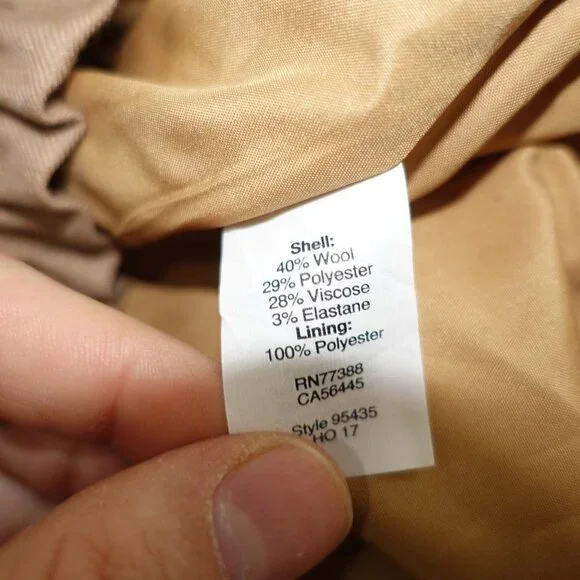 Shell:
40% Wool
29% Polyester
28% Viscose
3% Elastane
Lining:
100% Polyester
RN77388
CA56445
Style 95435
HO 17